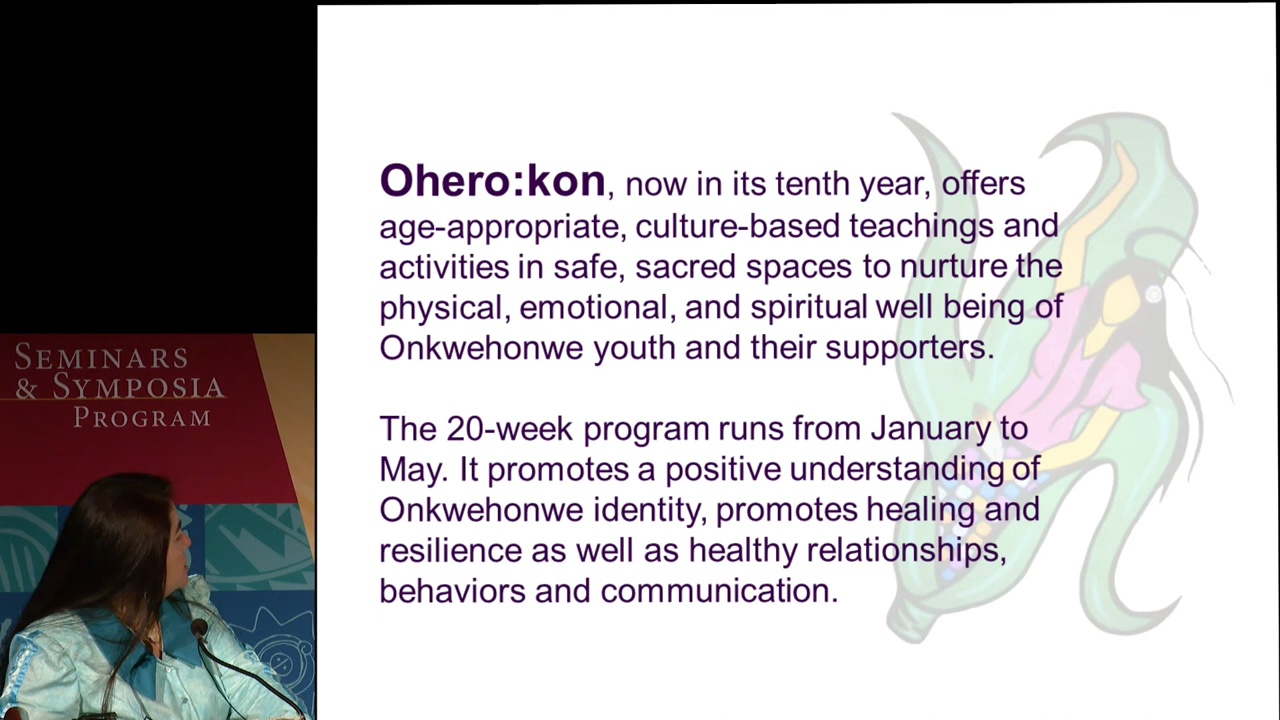 Ohero:kon, now in its tenth year, offers
age-appropriate, culture-based teachings and
activities in safe, sacred spaces to nurture the
physical, emotional, and spiritual well being of
Onkwehonwe youth and their supporters.
The 20-week program runs from January to
May. It promotes a positive understanding of
Onkwehonwe identity, promotes healing and
resilience as well as healthy relationships,
behaviors and communication.
SEMINARS
& SYMPOSIA
PROGRAM